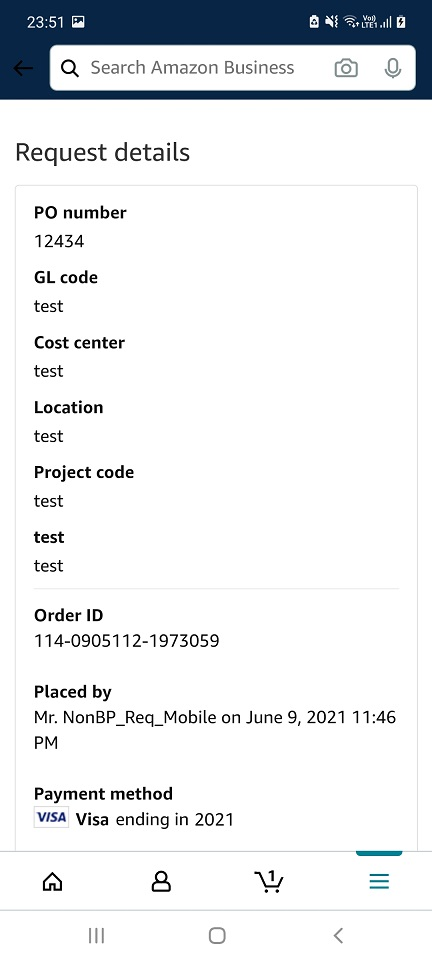 23:51
Vo))
LTE1
Search Amazon Business
Request details
PO number
12434
GL code
test
Cost center
test
Location
test
Project code
test
test
test
Order ID
114-0905112-1973059
Placed by
Mr. NonBP_Req_Mobile on June 9, 2021 11:46
PM
Payment method
VISA Visa ending in 2021
1